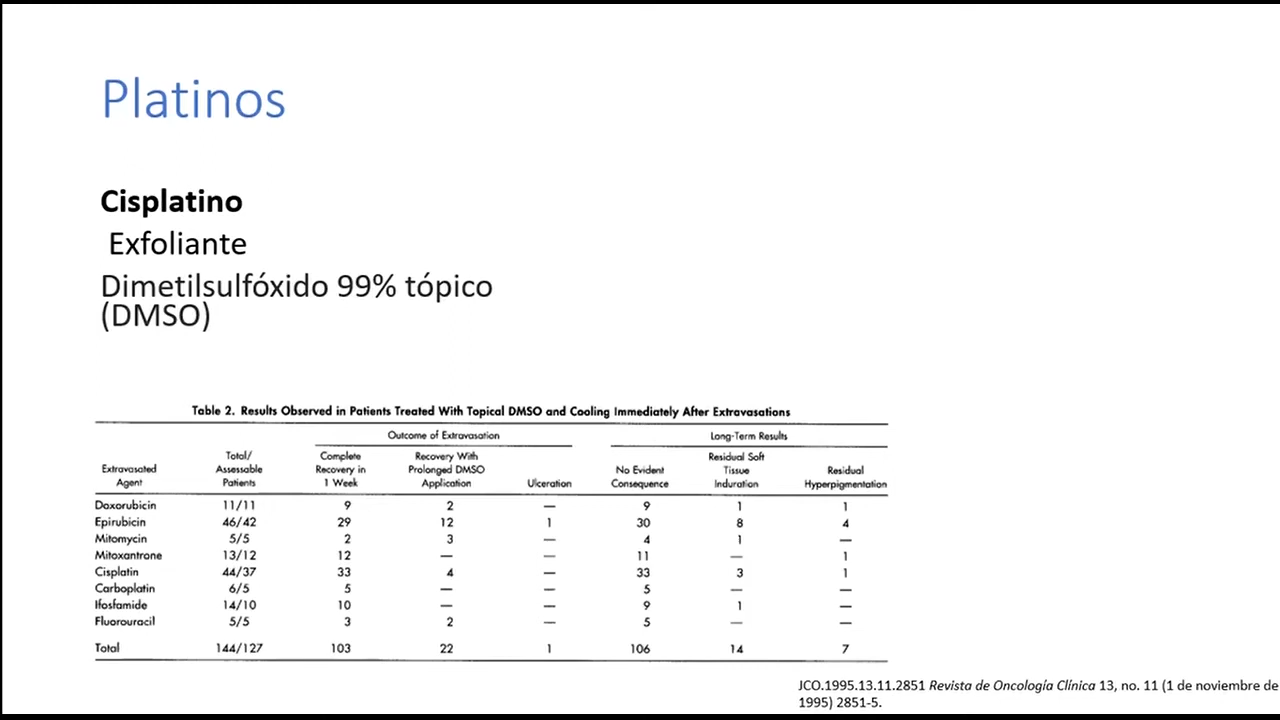 Platinos
Cisplatino
Exfoliante
Dimetilsulfóxido 99% tópico
(DMSO)
Table 2. Results Observed in Patients Treated With Topical DMSO and Cooling Immediately After Extravasations
Outcome of Extravasation Long-Term Results
Total/ Complete Recovery With Residual Soft
Extravasated Assessable Recovery in Prolonged DMSO No Evident Tissue Residual
Agent Patients 1 Week Application Ulceration Consequence Induration Hyperpigmentation
Doxorubicin 11/11 9 2 — 9 1 1
Epirubicin 46/42 29 12 1 30 8 4
Mitomycin 5/5 2 3 — 4 1 —
Mitoxantrone 13/12 12 — — 11 — 1
Cisplatin 44/37 33 4 — 33 3 1
Carboplatin 6/5 5 — — 5 — —
Ifosfamide 14/10 10 — — 9 1 —
Fluorouracil 5/5 3 2 — 5 — —
Total 144/127 103 22 1 106 14 7
JCO.1995.13.11.2851 Revista de Oncología Clínica 13, no. 11 (1 de noviembre de
1995) 2851-5.